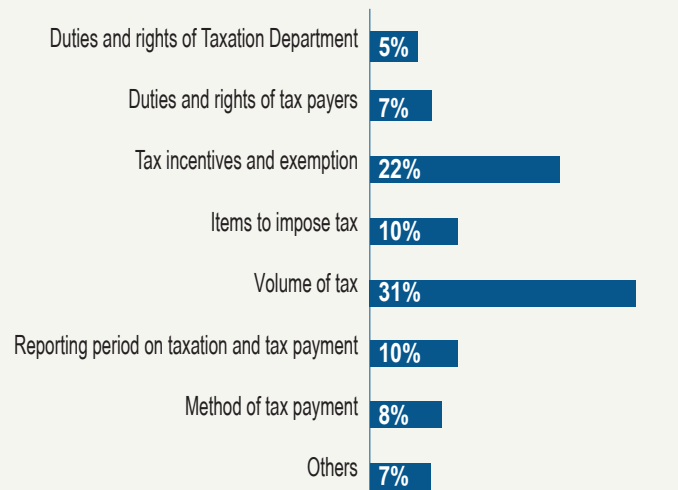 Duties and rights of Taxation Department 5%
Duties and rights of tax payers 7%
Tax incentives and exemption 22%
Items to impose tax 10%
Volume of tax 31%
Reporting period on taxation and tax payment 10%
Method of tax payment 8%
Others 7%